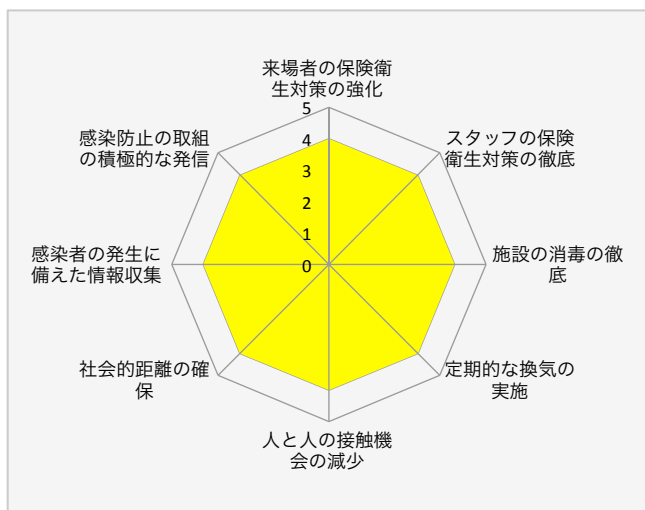 来場者の保険衛
生対策の強化
スタッフの保険
衛生対策の徹底
施設の消毒の徹
底
定期的な換気の
実施
人と人の接触機
会の減少
社会的距離の確
保
感染者の発生に
備えた情報収集
感染防止の取組
の積極的な発信
5
4
3
2
1
0